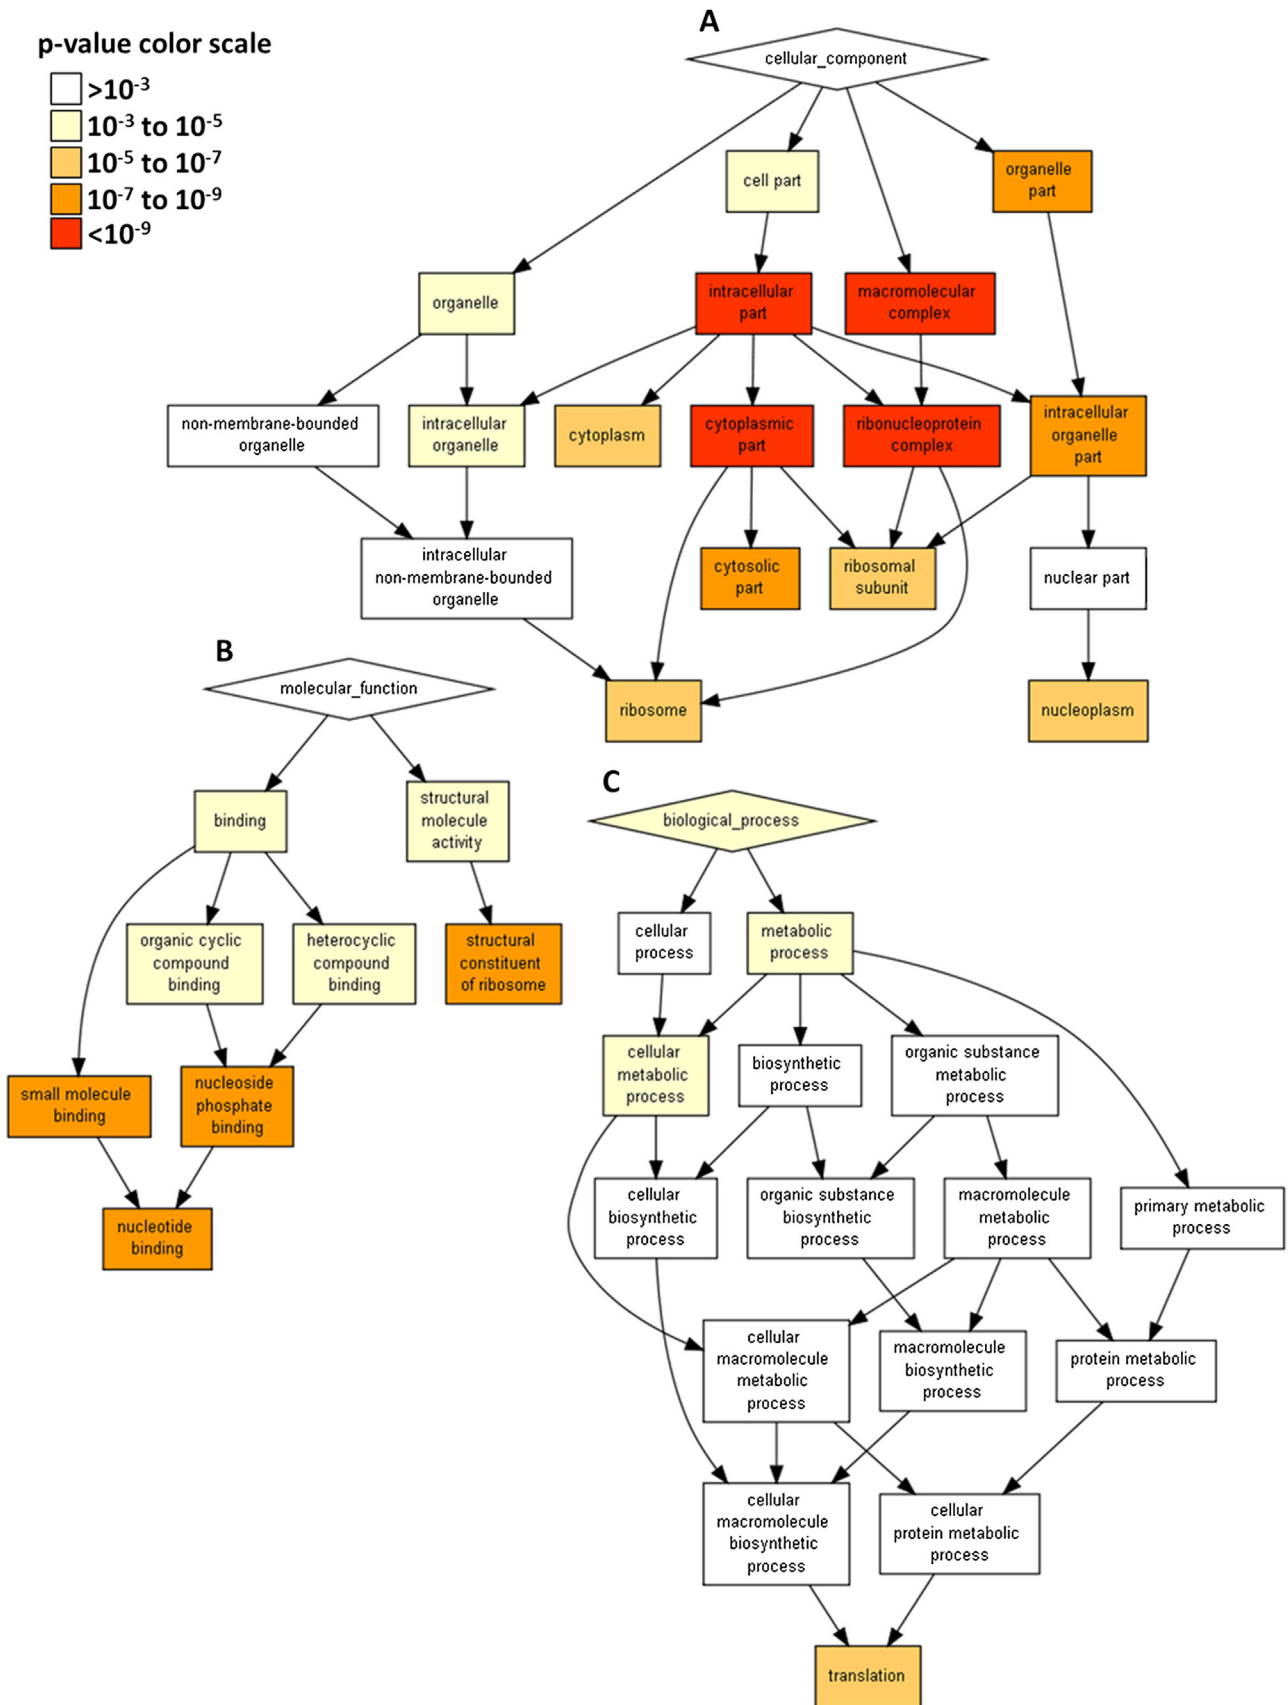 A
p-value color scale
>10⁻³
10⁻³ to 10⁻⁵
10⁻⁵ to 10⁻⁷
10⁻⁷ to 10⁻⁹
<10⁻⁹
cellular_component
cell part
organelle
part
organelle
intracellular
part
macromolecular
complex
non-membrane-bounded
organelle
intracellular
organelle
cytoplasm
cytoplasmic
part
ribonucleoprotein
complex
intracellular
organelle
part
intracellular
non-membrane-bounded
organelle
cytosolic
part
ribosomal
subunit
nuclear part
ribosome
nucleoplasm
B
molecular_function
binding
structural
molecule
activity
organic cyclic
compound
binding
heterocyclic
compound
binding
structural
constituent
of ribosome
small molecule
binding
nucleoside
phosphate
binding
nucleotide
binding
C
biological_process
cellular
process
metabolic
process
cellular
metabolic
process
biosynthetic
process
organic substance
metabolic
process
cellular
biosynthetic
process
organic substance
biosynthetic
process
macromolecule
metabolic
process
primary metabolic
process
cellular
macromolecule
metabolic
process
macromolecule
biosynthetic
process
protein metabolic
process
cellular
macromolecule
biosynthetic
process
cellular
protein metabolic
process
translation